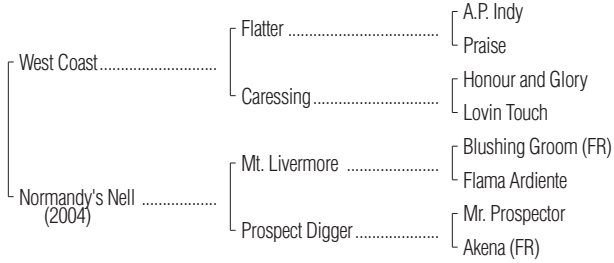 A.P. Indy
Flatter ..............................
Praise
West Coast..............................
Honour and Glory
Caressing..............................
Lovin Touch
Blushing Groom (FR)
Mt. Livermore ......................
Flama Ardiente
Normandy's Nell ..................
(2004)
Mr. Prospector
Prospect Digger....................
Akena (FR)